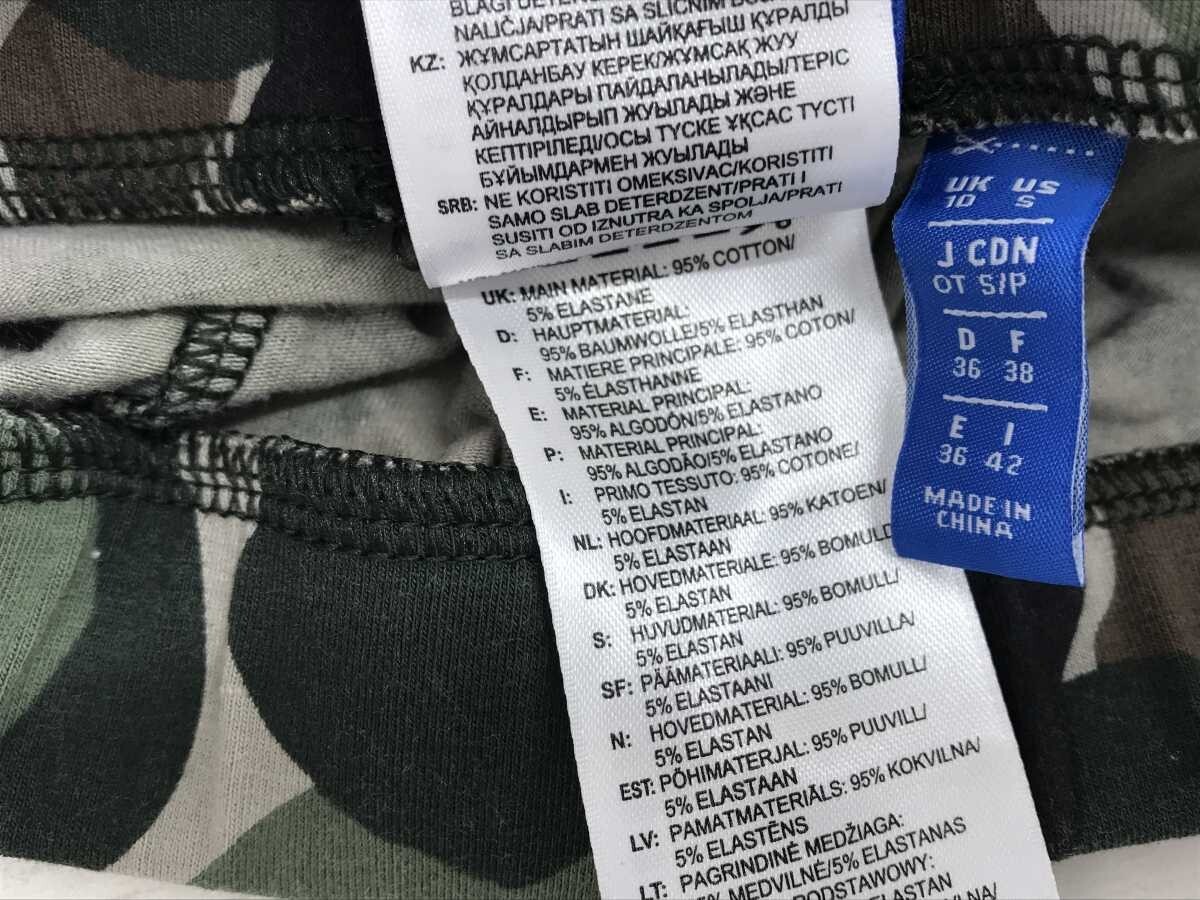 NALIČJA/PRATI SA SLIČNIM
KZ: ЖҰМСАРТАТЫН ШАЙҚАҒЫШ ҚҰРАЛДЫ
ҚОЛДАНБАУ КЕРЕК/ЖҰМСАҚ ЖУУ
ҚҰРАЛДАРЫ ПАЙДАЛАНЫЛАДЫ/ТЕРІС
АЙНАЛДЫРЫП ЖУЫЛАДЫ ЖӘНЕ
КЕПТІРІЛЕДІ/ОСЫ ТҮСКЕ ҰҚСАС ТҮСТІ
БҰЙЫМДАРМЕН ЖУЫЛАДЫ
SRB: NE KORISTITI OMEKSIVAC/KORISTITI
SAMO SLAB DETERDZENT/PRATI I
SUSITI OD IZNUTRA KA SPOLJA/PRATI
SA SLABIM DETERDZENTOM
UK: MAIN MATERIAL: 95% COTTON/
5% ELASTANE
D: HAUPTMATERIAL:
95% BAUMWOLLE/5% ELASTHAN
F: MATIERE PRINCIPALE: 95% COTON/
5% ÉLASTHANNE
E: MATERIAL PRINCIPAL:
95% ALGODÓN/5% ELASTANO
P: MATERIAL PRINCIPAL:
95% ALGODÃO/5% ELASTANO
I: PRIMO TESSUTO: 95% COTONE/
5% ELASTAN
NL: HOOFDMATERIAAL: 95% KATOEN/
5% ELASTAAN
DK: HOVEDMATERIALE: 95% BOMULD
5% ELASTAN
S: HUVUDMATERIAL: 95% BOMULL/
5% ELASTAN
SF: PÄÄMATERIAALI: 95% PUUVILLA/
5% ELASTAANI
N: HOVEDMATERIAL: 95% BOMULL/
5% ELASTAN
EST: PÕHIMATERJAL: 95% PUUVILL/
5% ELASTAAN
LV: PAMATMATERIĀLS: 95% KOKVILNA/
5% ELASTĒNS
LT: PAGRINDINĖ MEDŽIAGA:
MEDVILNĖ/5% ELASTANAS
ELASTAN
UK US
10 S
J CDN
OT S/P
D F
36 38
E I
36 42
MADE IN
CHINA